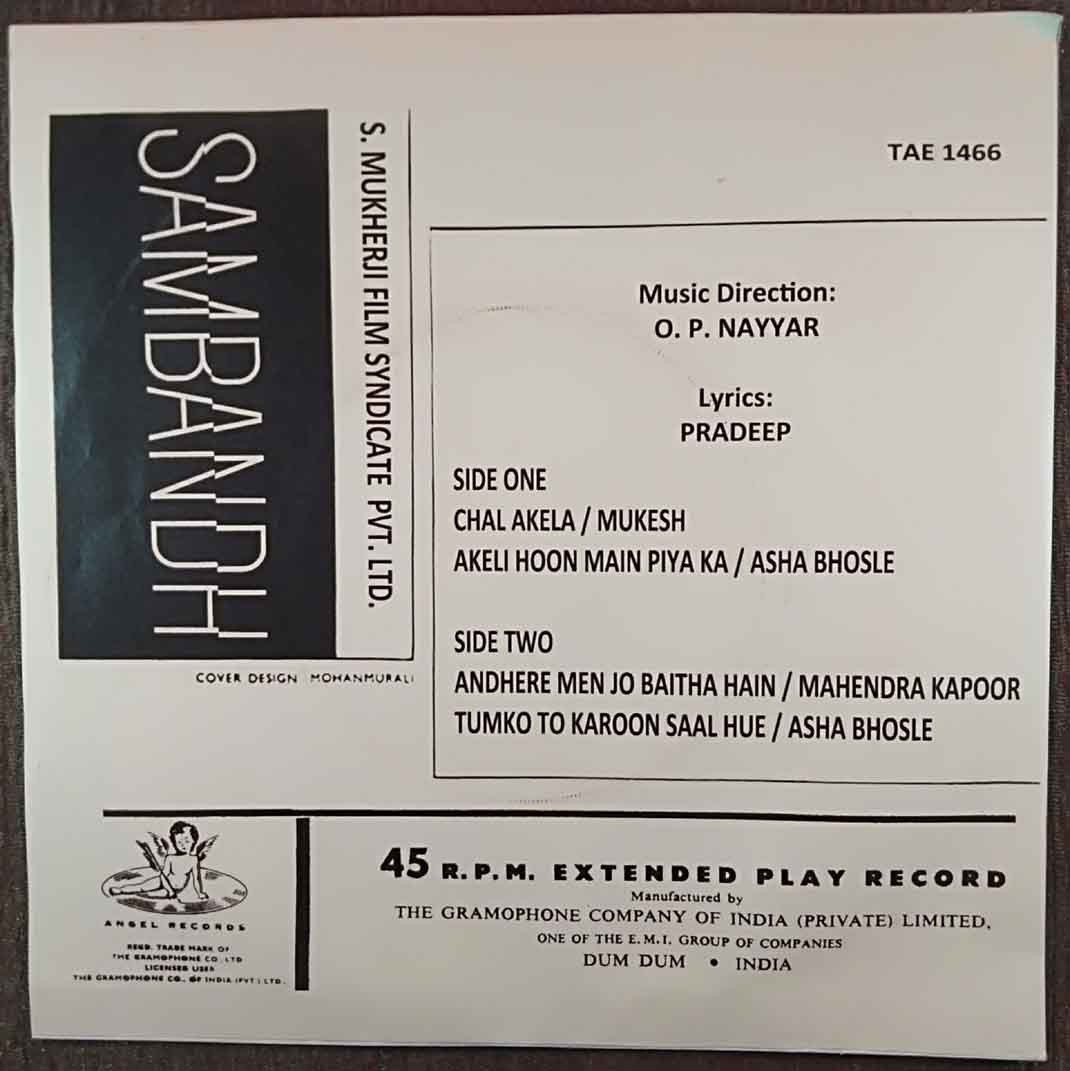 SAMBANDH
S. MUKHERJI FILM SYNDICATE PVT. LTD.
COVER DESIGN MOHANMURALI
TAE 1466
Music Direction:
O. P. NAYYAR
Lyrics:
PRADEEP
SIDE ONE
CHAL AKELA / MUKESH
AKELI HOON MAIN PIYA KA / ASHA BHOSLE
SIDE TWO
ANDHERE MEN JO BAITHA HAIN / MAHENDRA KAPOOR
TUMKO TO KAROON SAAL HUE / ASHA BHOSLE
ANGEL RECORDS
REGD. TRADE MARK OF
THE GRAMOPHONE CO. LTD
LICENSED USER
THE GRAMOPHONE CO., OF INDIA (PVT.) LTD.
45 R.P.M. EXTENDED PLAY RECORD
Manufactured by
THE GRAMOPHONE COMPANY OF INDIA (PRIVATE) LIMITED,
ONE OF THE E.M.I. GROUP OF COMPANIES
DUM DUM • INDIA